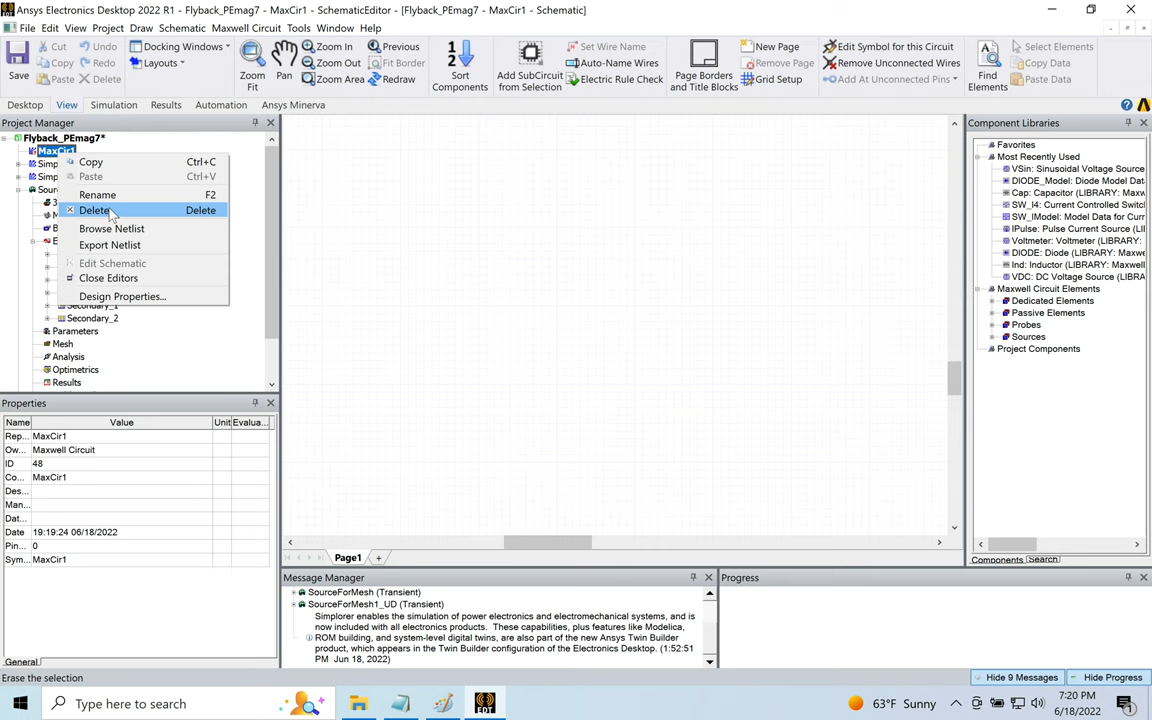 Ansys Electronics Desktop 2022 R1 - Flyback_PEmag7 - MaxCir1 - SchematicEditor - [Flyback_PEmag7 - MaxCir1 - Schematic]
File Edit View Project Draw Schematic Maxwell Circuit Tools Window Help
Save
Cut Undo
Copy Redo
Paste Delete
Docking Windows
Layouts
Zoom Fit
Pan
Zoom In Previous
Zoom Out Fit Border
Zoom Area Redraw
Sort Components
Add SubCircuit from Selection
Set Wire Name
Auto-Name Wires
Electric Rule Check
Page Borders and Title Blocks
New Page
Remove Page
Grid Setup
Edit Symbol for this Circuit
Remove Unconnected Wires
Add At Unconnected Pins
Find Elements
Select Elements
Copy Data
Paste Data
Desktop View Simulation Results Automation Ansys Minerva
Project Manager
Flyback_PEmag7*
MaxCir1
Simp
Simp
Sour
Copy Ctrl+C
Paste Ctrl+V
Rename F2
Delete Delete
Browse Netlist
Export Netlist
Edit Schematic
Close Editors
Design Properties...
Secondary_2
Parameters
Mesh
Analysis
Optimetrics
Results
Properties
Name Value Unit Evalua...
Rep... MaxCir1
Ow... Maxwell Circuit
ID 48
Co... MaxCir1
Des...
Man...
Dat...
Date 19:19:24 06/18/2022
Pin... 0
Sym... MaxCir1
General
Page1 +
Message Manager
SourceForMesh (Transient)
SourceForMesh1_UD (Transient)
Simplorer enables the simulation of power electronics and electromechanical systems, and is
now included with all electronics products. These capabilities, plus features like Modelica,
ROM building, and system-level digital twins, are also part of the new Ansys Twin Builder
product, which appears in the Twin Builder configuration of the Electronics Desktop. (1:52:51
PM Jun 18, 2022)
Progress
Component Libraries
Favorites
Most Recently Used
VSin: Sinusoidal Voltage Source
DIODE_Model: Diode Model Dat
Cap: Capacitor (LIBRARY: Maxw
SW_I4: Current Controlled Switc
SW_IModel: Model Data for Curr
IPulse: Pulse Current Source (LI
Voltmeter: Voltmeter (LIBRARY:
DIODE: Diode (LIBRARY: Maxwe
Ind: Inductor (LIBRARY: Maxwell
VDC: DC Voltage Source (LIBRA
Maxwell Circuit Elements
Dedicated Elements
Passive Elements
Probes
Sources
Project Components
Components Search
Erase the selection
Hide 9 Messages Hide Progress
Type here to search
EDT
63°F Sunny
7:20 PM
6/18/2022
1